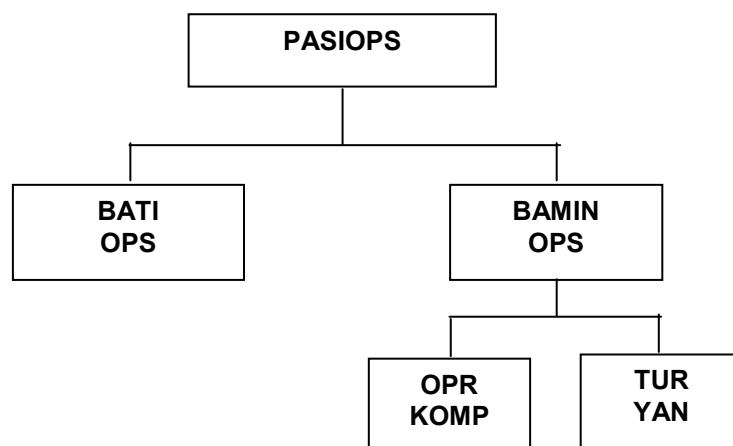 PASIOPS
BATI
OPS
BAMIN
OPS
OPR
KOMP
TUR
YAN